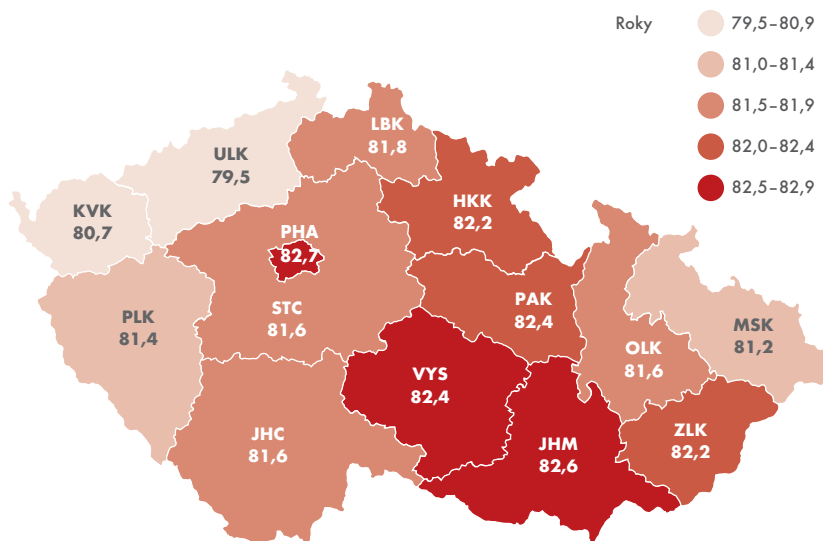 Roky
79,5–80,9
81,0–81,4
81,5–81,9
82,0–82,4
82,5–82,9
LBK
81,8
ULK
79,5
HKK
82,2
KVK
80,7
PHA
82,7
PAK
82,4
STC
81,6
PLK
81,4
MSK
81,2
OLK
81,6
VYS
82,4
JHC
81,6
JHM
82,6
ZLK
82,2